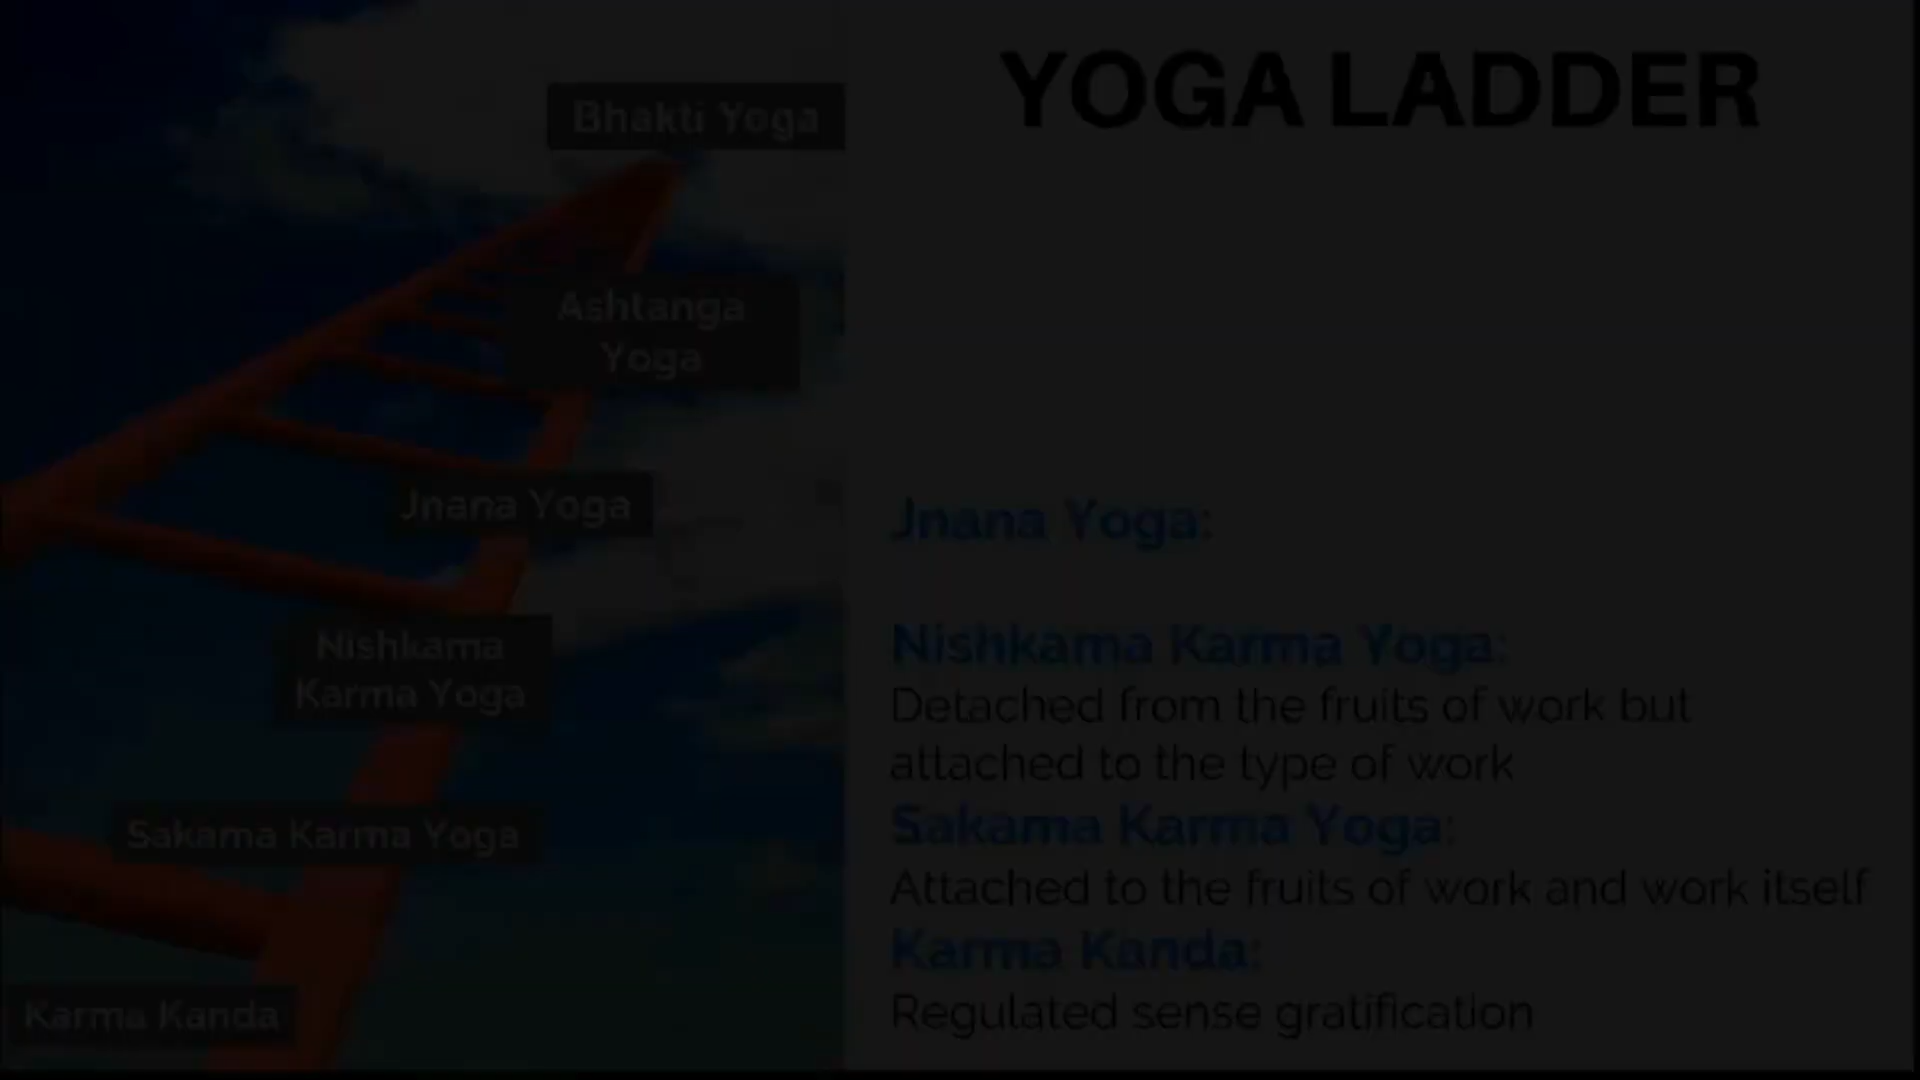 YOGA LADDER
Bhakti Yoga
Ashtanga
Yoga
Jnana Yoga
Nishkama
Karma Yoga
Sakama Karma Yoga
Karma Kanda
Jnana Yoga:
Nishkama Karma Yoga:
Detached from the fruits of work but
attached to the type of work
Sakama Karma Yoga:
Attached to the fruits of work and work itself
Karma Kanda:
Regulated sense gratification